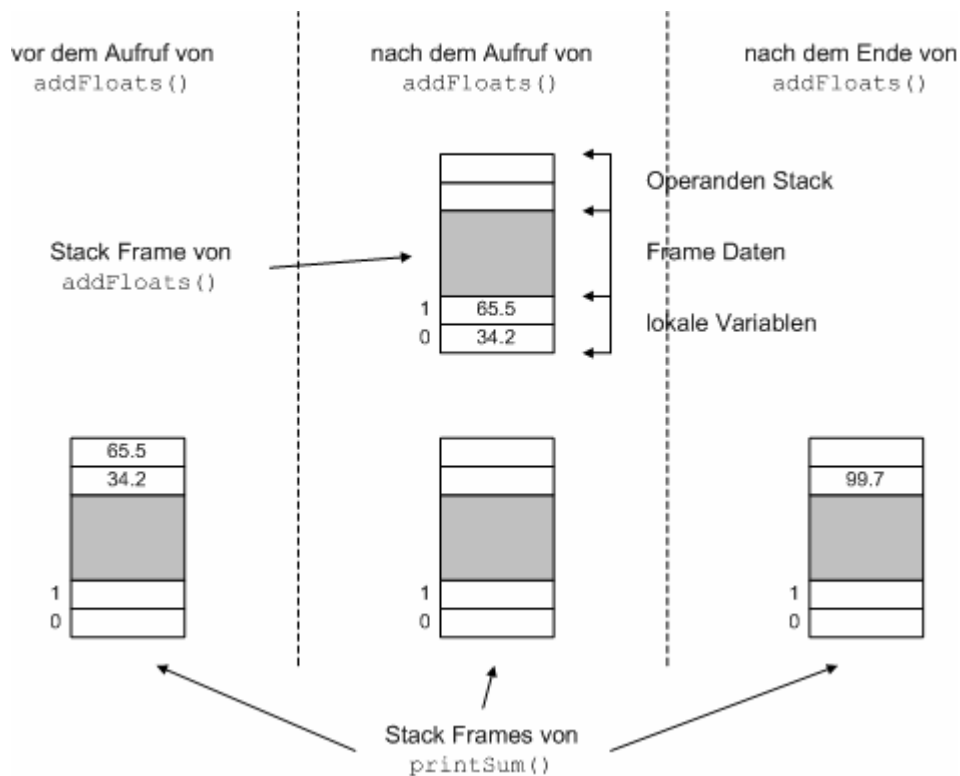 vor dem Aufruf von
addFloats()
nach dem Aufruf von
addFloats()
nach dem Ende von
addFloats()
Operanden Stack
Stack Frame von
addFloats()
Frame Daten
1
65.5
0
34.2
lokale Variablen
65.5
34.2
1
0
1
0
99.7
1
0
Stack Frames von
printSum()